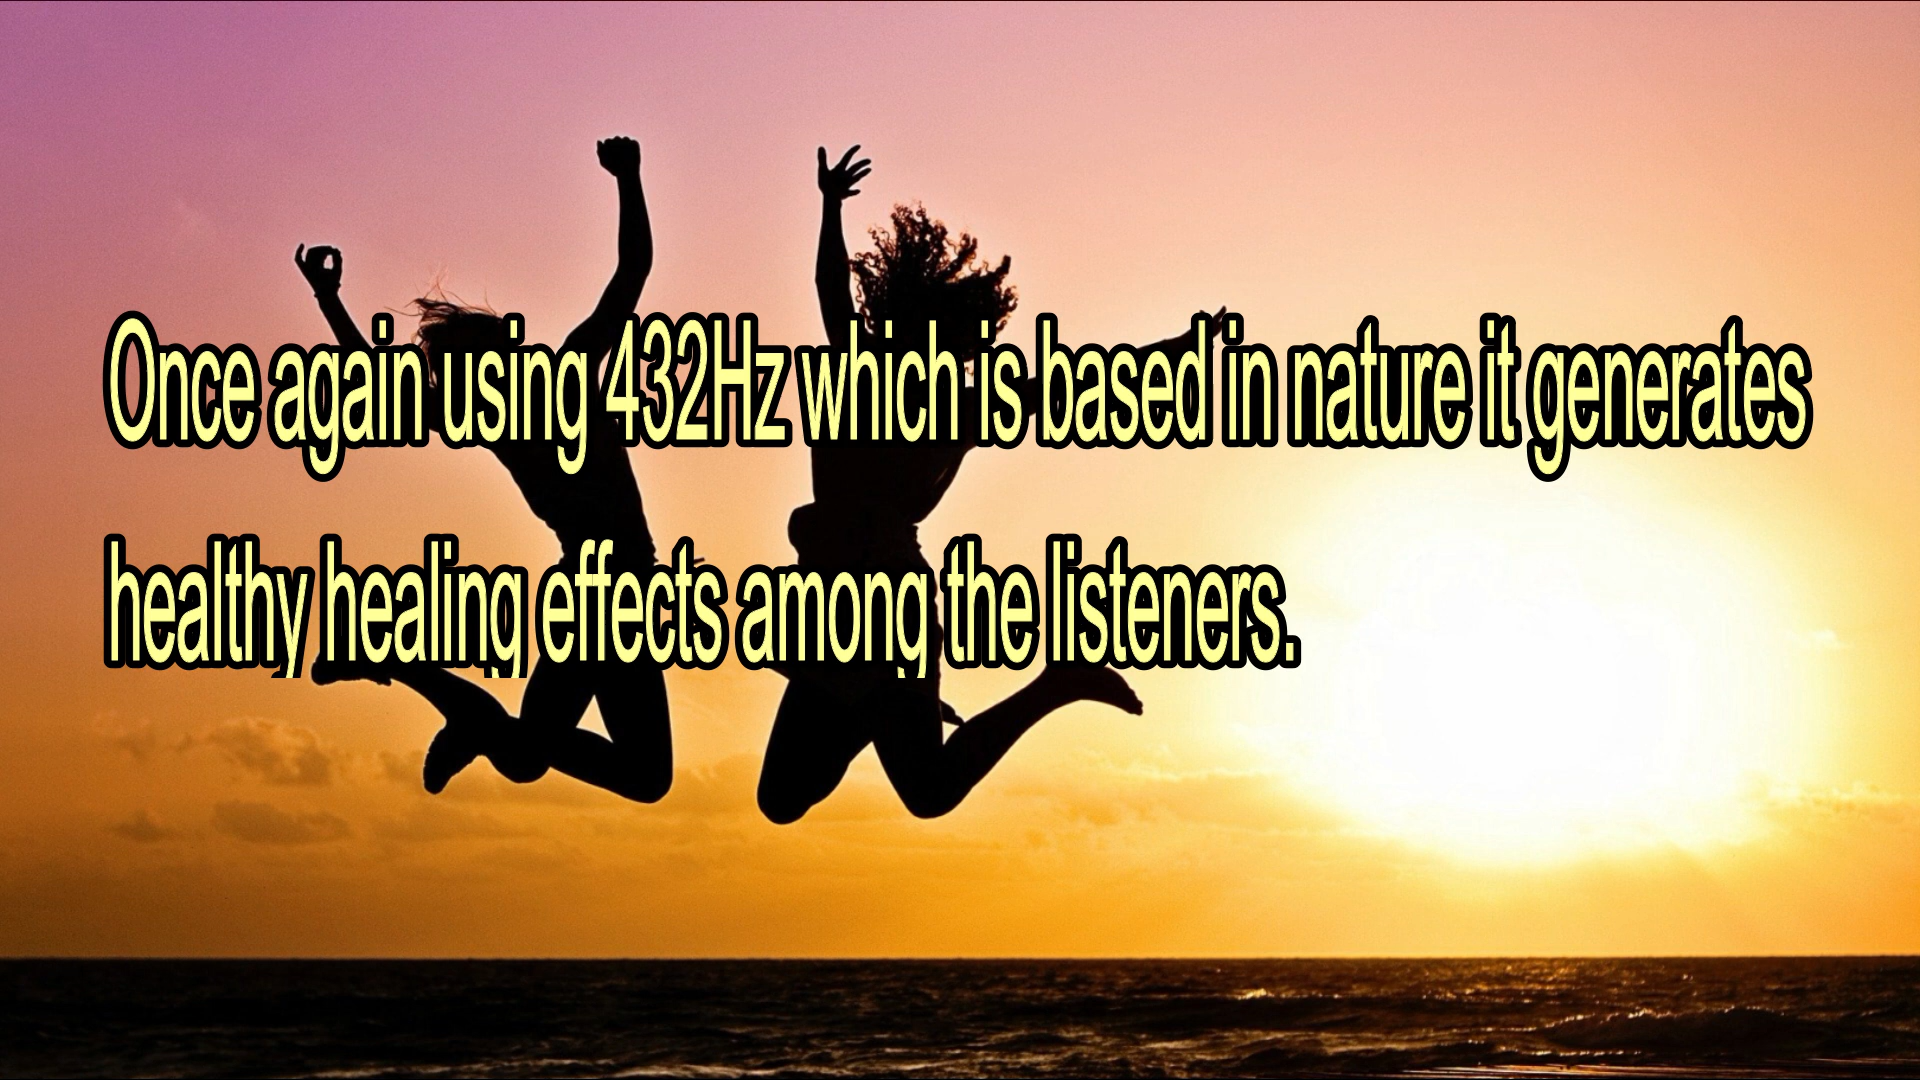 Once again using 432Hz which is based in nature it generates
healthy healing effects among the listeners.